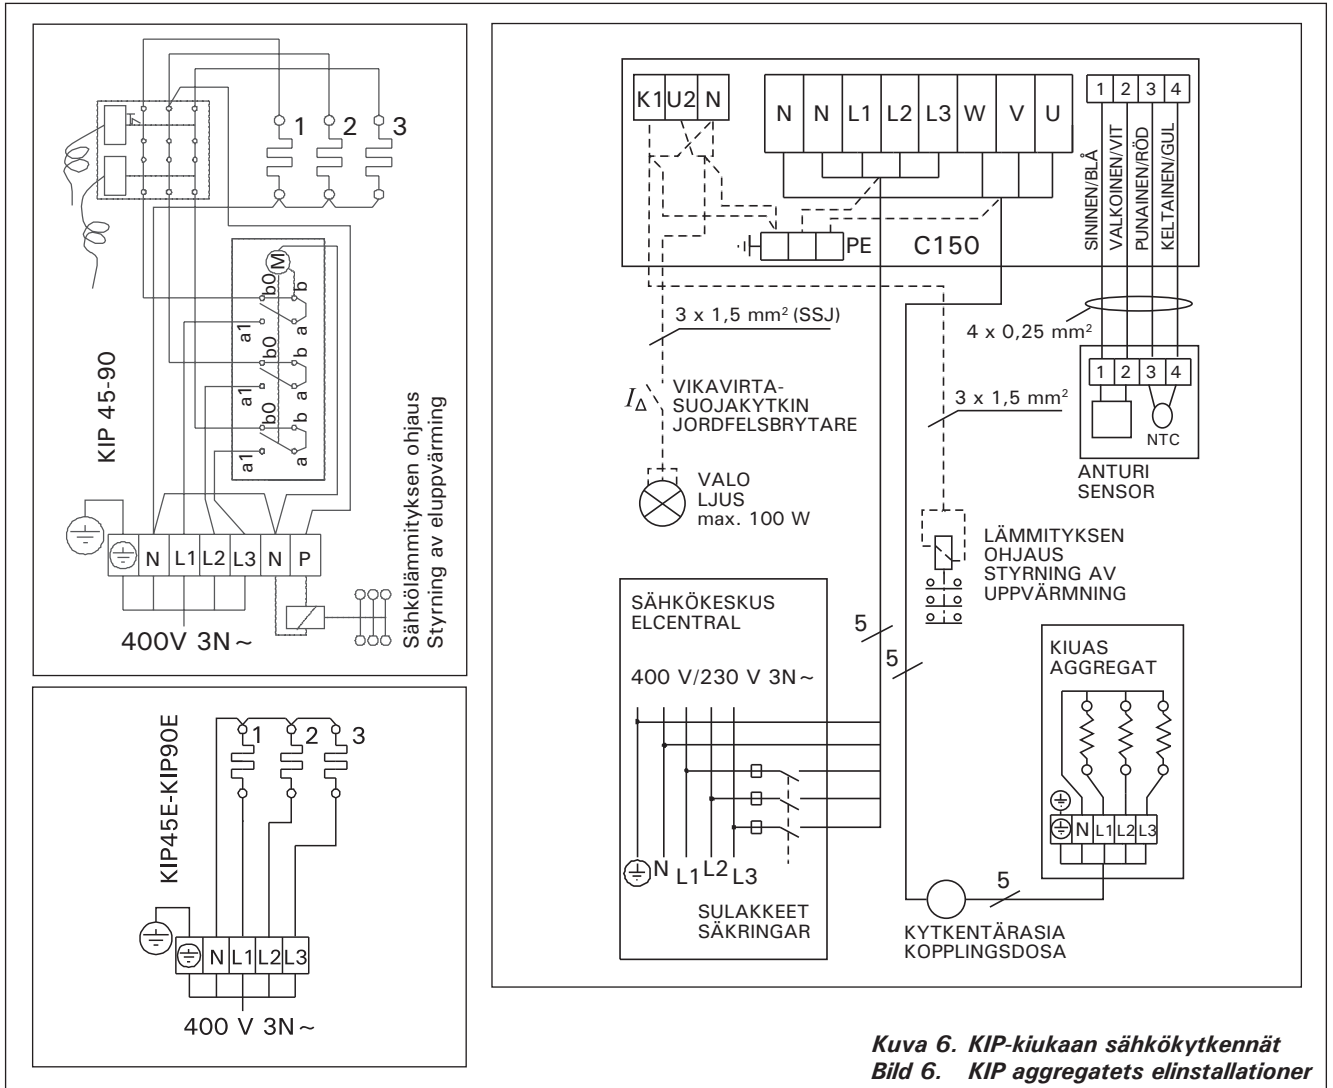 1 2 3
M
b0 b
a1 a
b0 b
a1 a
b0 b
a1 a
KIP 45-90
Sähkölämmityksen ohjaus
Styrning av eluppvärming
N L1 L2 L3 N P
400V 3N~
KIP45E-KIP90E
1 2 3
N L1 L2 L3
400 V 3N~
K1 U2 N
N N L1 L2 L3 W V U
1 2 3 4
SININEN/BLÅ
VALKOINEN/VIT
PUNAINEN/RÖD
KELTAINEN/GUL
PE
C150
3 x 1,5 mm² (SSJ)
4 x 0,25 mm²
1 2 3 4
NTC
ANTURI
SENSOR
IΔ
VIKAVIRTA-
SUOJAKYTKIN
JORDFELSBRYTARE
3 x 1,5 mm²
VALO
LJUS
max. 100 W
LÄMMITYKSEN
OHJAUS
STYRNING AV
UPPVÄRMNING
SÄHKÖKESKUS
ELCENTRAL
400 V/230 V 3N~
5
5
N L1 L2 L3
SULAKKEET
SÄKRINGAR
KIUAS
AGGREGAT
N L1 L2 L3
5
KYTKENTÄRASIA
KOPPLINGSDOSA
Kuva 6. KIP-kiukaan sähkökytkennät
Bild 6. KIP aggregatets elinstallationer